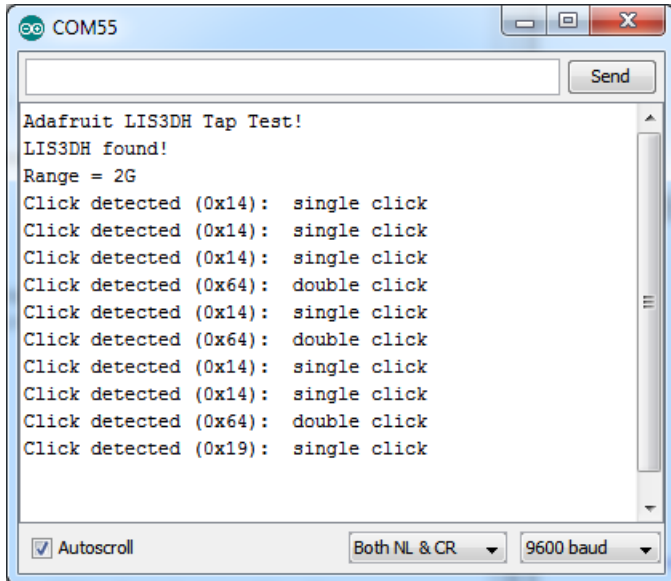 COM55
Send
Adafruit LIS3DH Tap Test!
LIS3DH found!
Range = 2G
Click detected (0x14):  single click
Click detected (0x14):  single click
Click detected (0x14):  single click
Click detected (0x64):  double click
Click detected (0x14):  single click
Click detected (0x64):  double click
Click detected (0x14):  single click
Click detected (0x14):  single click
Click detected (0x64):  double click
Click detected (0x19):  single click
Autoscroll Both NL & CR 9600 baud